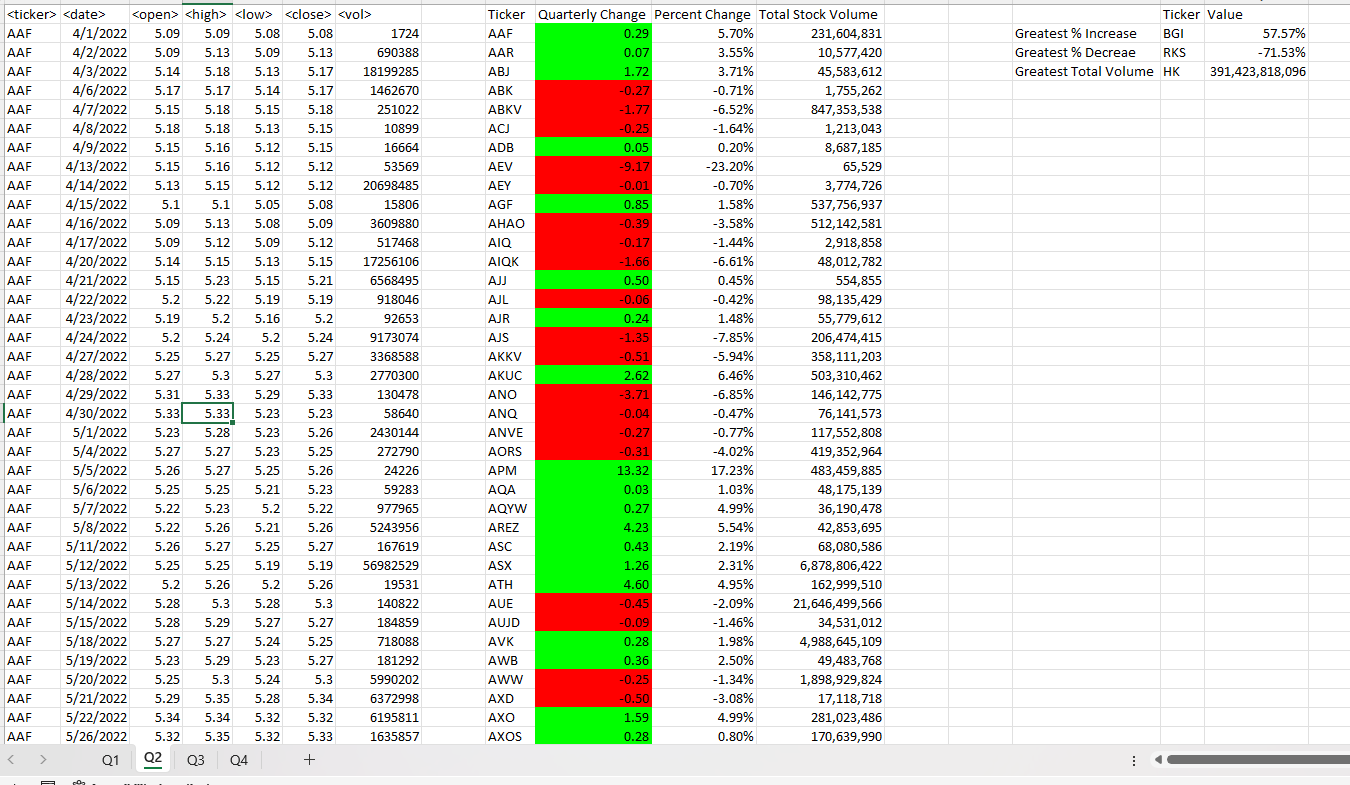 <ticker> <date> <open> <high> <low> <close> <vol> Ticker Quarterly Change Percent Change Total Stock Volume Ticker Value
AAF 4/1/2022 5.09 5.09 5.08 5.08 1724 AAF 0.29 5.70% 231,604,831 Greatest % Increase BGI 57.57%
AAF 4/2/2022 5.09 5.13 5.09 5.13 690388 AAR 0.07 3.55% 10,577,420 Greatest % Decreae RKS -71.53%
AAF 4/3/2022 5.14 5.18 5.13 5.17 18199285 ABJ 1.72 3.71% 45,583,612 Greatest Total Volume HK 391,423,818,096
AAF 4/6/2022 5.17 5.17 5.14 5.17 1462670 ABK -0.27 -0.71% 1,755,262
AAF 4/7/2022 5.15 5.18 5.15 5.18 251022 ABKV -1.77 -6.52% 847,353,538
AAF 4/8/2022 5.18 5.18 5.13 5.15 10899 ACJ -0.25 -1.64% 1,213,043
AAF 4/9/2022 5.15 5.16 5.12 5.15 16664 ADB 0.05 0.20% 8,687,185
AAF 4/13/2022 5.15 5.16 5.12 5.12 53569 AEV -9.17 -23.20% 65,529
AAF 4/14/2022 5.13 5.15 5.12 5.12 20698485 AEY -0.01 -0.70% 3,774,726
AAF 4/15/2022 5.1 5.1 5.05 5.08 15806 AGF 0.85 1.58% 537,756,937
AAF 4/16/2022 5.09 5.13 5.08 5.09 3609880 AHAO -0.39 -3.58% 512,142,581
AAF 4/17/2022 5.09 5.12 5.09 5.12 517468 AIQ -0.17 -1.44% 2,918,858
AAF 4/20/2022 5.14 5.15 5.13 5.15 17256106 AIQK -1.66 -6.61% 48,012,782
AAF 4/21/2022 5.15 5.23 5.15 5.21 6568495 AJJ 0.50 0.45% 554,855
AAF 4/22/2022 5.2 5.22 5.19 5.19 918046 AJL -0.06 -0.42% 98,135,429
AAF 4/23/2022 5.19 5.2 5.16 5.2 92653 AJR 0.24 1.48% 55,779,612
AAF 4/24/2022 5.2 5.24 5.2 5.24 9173074 AJS -1.35 -7.85% 206,474,415
AAF 4/27/2022 5.25 5.27 5.25 5.27 3368588 AKKV -0.51 -5.94% 358,111,203
AAF 4/28/2022 5.27 5.3 5.27 5.3 2770300 AKUC 2.62 6.46% 503,310,462
AAF 4/29/2022 5.31 5.33 5.29 5.33 130478 ANO -3.71 -6.85% 146,142,775
AAF 4/30/2022 5.33 5.33 5.23 5.23 58640 ANQ -0.04 -0.47% 76,141,573
AAF 5/1/2022 5.23 5.28 5.23 5.26 2430144 ANVE -0.27 -0.77% 117,552,808
AAF 5/4/2022 5.27 5.27 5.23 5.25 272790 AORS -0.31 -4.02% 419,352,964
AAF 5/5/2022 5.26 5.27 5.25 5.26 24226 APM 13.32 17.23% 483,459,885
AAF 5/6/2022 5.25 5.25 5.21 5.23 59283 AQA 0.03 1.03% 48,175,139
AAF 5/7/2022 5.22 5.23 5.2 5.22 977965 AQYW 0.27 4.99% 36,190,478
AAF 5/8/2022 5.22 5.26 5.21 5.26 5243956 AREZ 4.23 5.54% 42,853,695
AAF 5/11/2022 5.26 5.27 5.25 5.27 167619 ASC 0.43 2.19% 68,080,586
AAF 5/12/2022 5.25 5.25 5.19 5.19 56982529 ASX 1.26 2.31% 6,878,806,422
AAF 5/13/2022 5.2 5.26 5.2 5.26 19531 ATH 4.60 4.95% 162,999,510
AAF 5/14/2022 5.28 5.3 5.28 5.3 140822 AUE -0.45 -2.09% 21,646,499,566
AAF 5/15/2022 5.28 5.29 5.27 5.27 184859 AUJD -0.09 -1.46% 34,531,012
AAF 5/18/2022 5.27 5.27 5.24 5.25 718088 AVK 0.28 1.98% 4,988,645,109
AAF 5/19/2022 5.23 5.29 5.23 5.27 181292 AWB 0.36 2.50% 49,483,768
AAF 5/20/2022 5.25 5.3 5.24 5.3 5990202 AWW -0.25 -1.34% 1,898,929,824
AAF 5/21/2022 5.29 5.35 5.28 5.34 6372998 AXD -0.50 -3.08% 17,118,718
AAF 5/22/2022 5.34 5.34 5.32 5.32 6195811 AXO 1.59 4.99% 281,023,486
AAF 5/26/2022 5.32 5.35 5.32 5.33 1635857 AXOS 0.28 0.80% 170,639,990
Q1 Q2 Q3 Q4